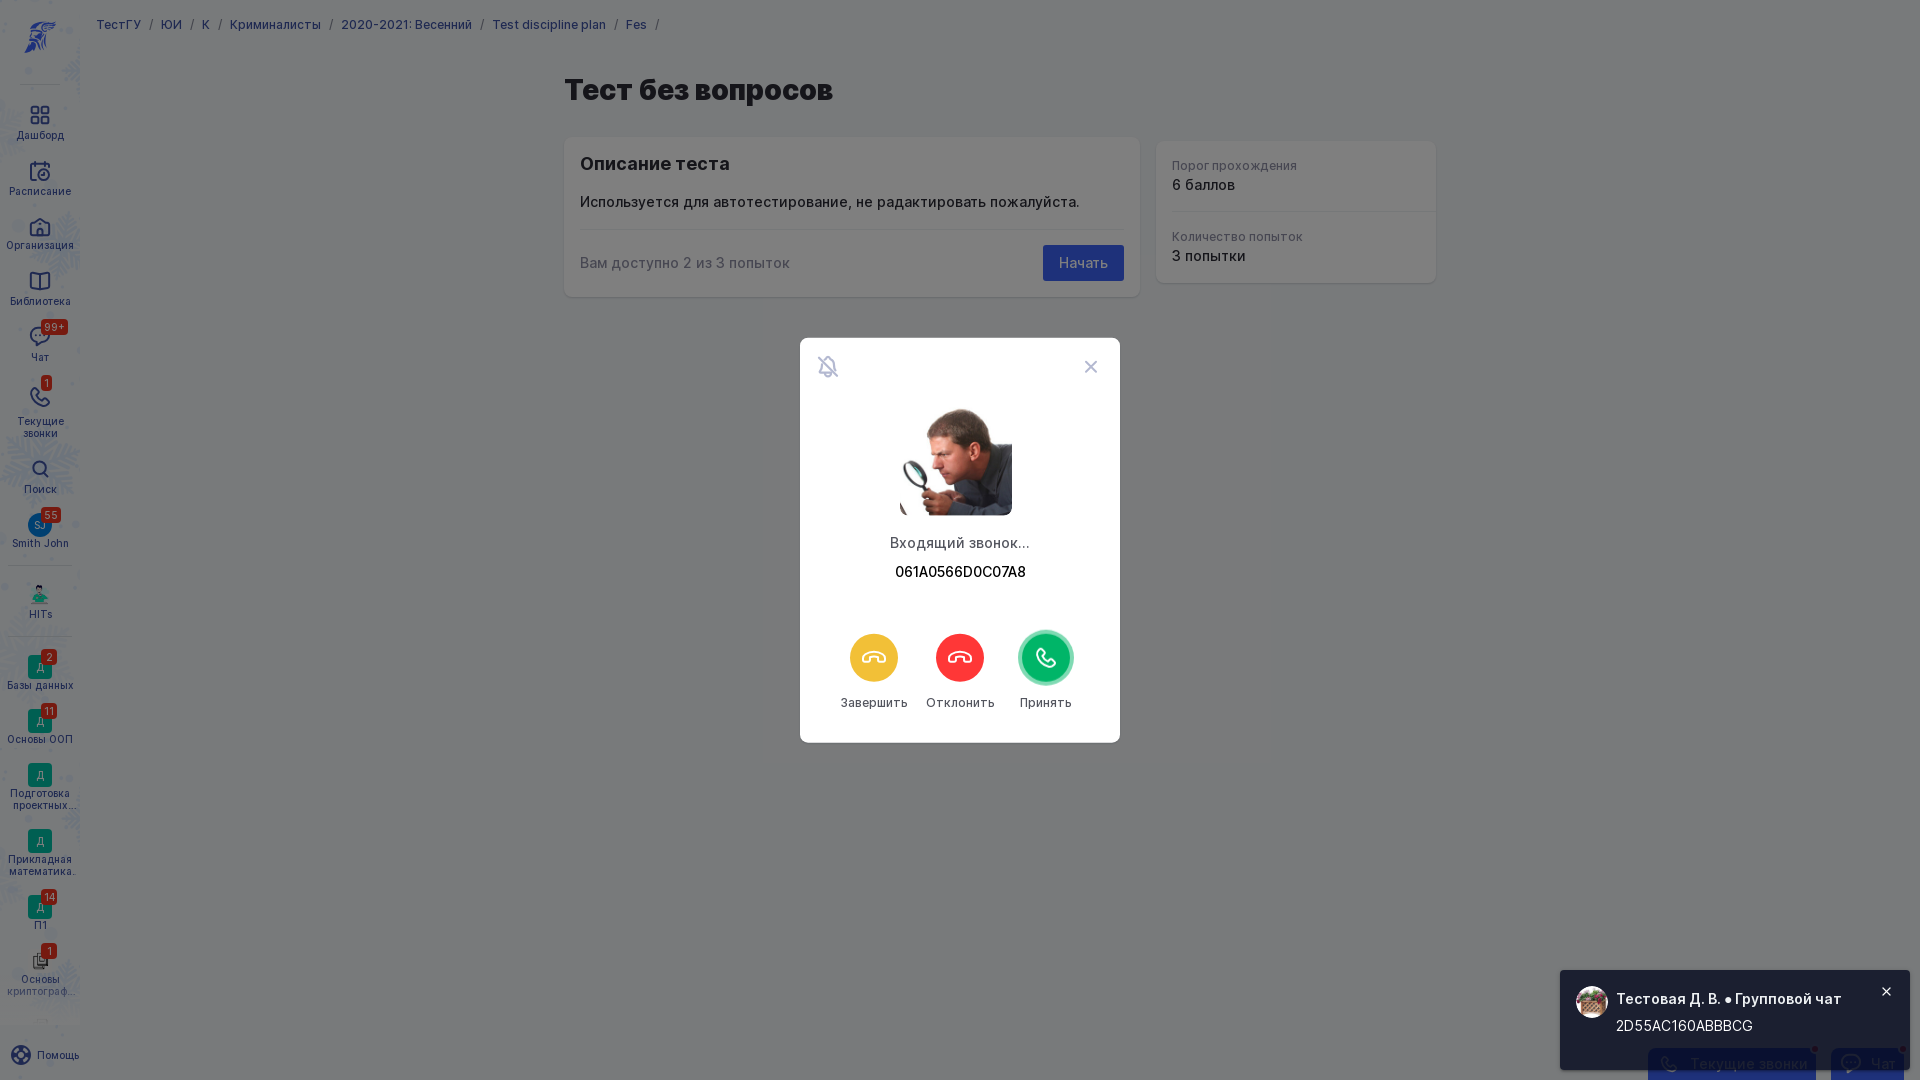 ТестГУ / ЮИ / К / Криминалисты / 2020-2021: Весенний / Test discipline plan / Fes /
Дашборд
Расписание
Организация
Библиотека
99+
Чат
1
Текущие
звонки
Поиск
55
SJ
Smith John
HITs
2
Д
Базы данных
11
Д
Основы ООП
Д
Подготовка
проектных...
Д
Прикладная
математика.
14
Д
П1
1
Основы
криптограф...
Помощь
Тест без вопросов
Описание теста
Используется для автотестирование, не радактировать пожалуйста.
Вам доступно 2 из 3 попыток
Начать
Порог прохождения
6 баллов
Количество попыток
3 попытки
Входящий звонок...
061A0566D0C07A8
Завершить
Отклонить
Принять
Тестовая Д. В. ● Групповой чат
2D55AC160ABBBCG
Текущие звонки
Чат